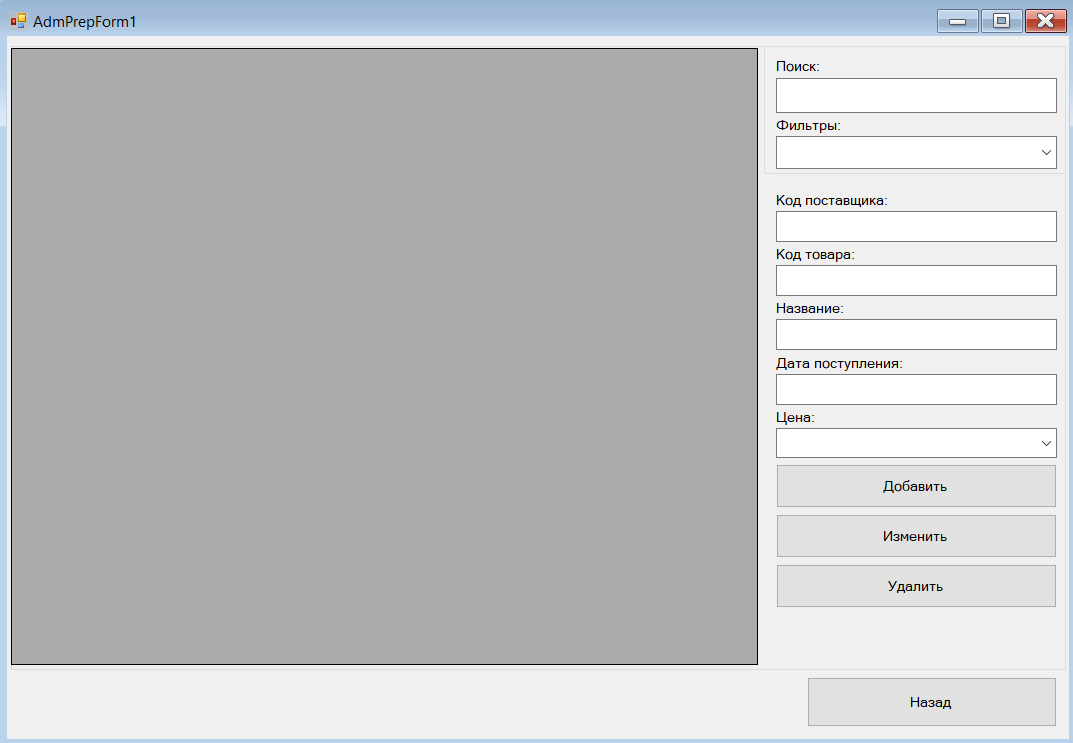 AdmPrepForm1
Поиск:
Фильтры:
Код поставщика:
Код товара:
Название:
Дата поступления:
Цена:
Добавить
Изменить
Удалить
Назад